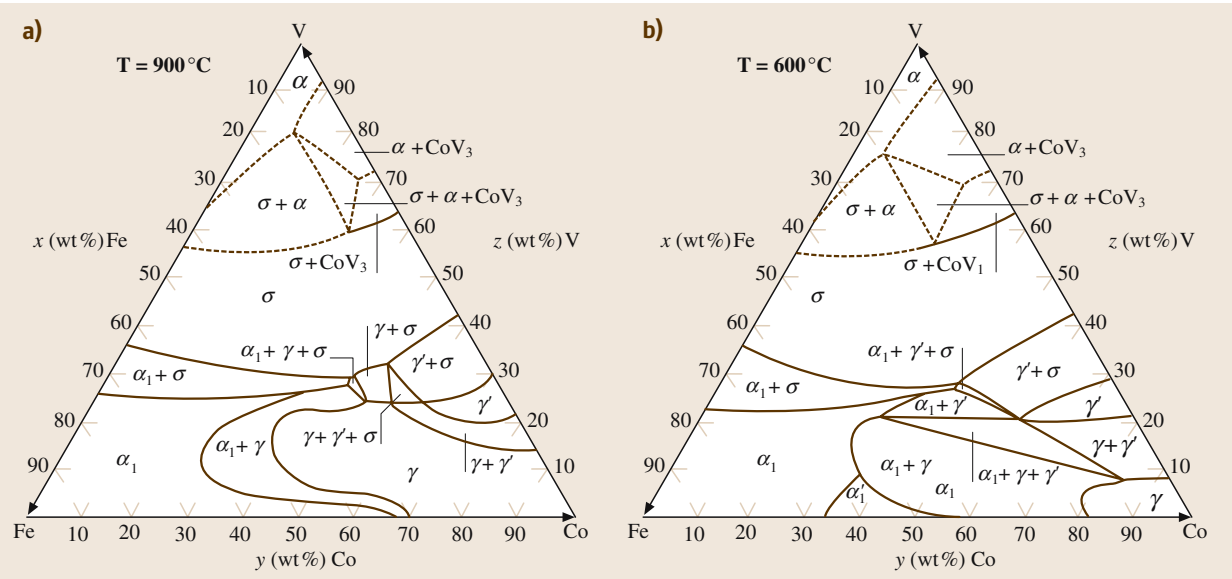 a)
T = 900 °C
V
α
10
90
20
80
α + CoV₃
30
70
σ + α
σ + α + CoV₃
40
60
x (wt%) Fe
z (wt%) V
σ + CoV₃
50
50
σ
60
40
γ + σ
α₁ + γ + σ
γ′ + σ
70
30
α₁ + σ
γ′
80
20
α₁ + γ
γ + γ′ + σ
γ + γ′
90
α₁
γ
10
Fe
10 20 30 40 50 60 70 80 90
Co
y (wt%) Co
b)
T = 600 °C
V
α
10
90
20
80
α + CoV₃
30
70
σ + α
σ + α + CoV₃
40
60
x (wt%) Fe
z (wt%) V
σ + CoV₁
50
50
σ
60
40
α₁ + γ′ + σ
γ′ + σ
70
30
α₁ + σ
α₁ + γ′
γ′
80
20
γ + γ′
90
α₁
α₁ + γ
α₁ + γ + γ′
10
α₁′
α₁
γ
Fe
10 20 30 40 50 60 70 80 90
Co
y (wt%) Co